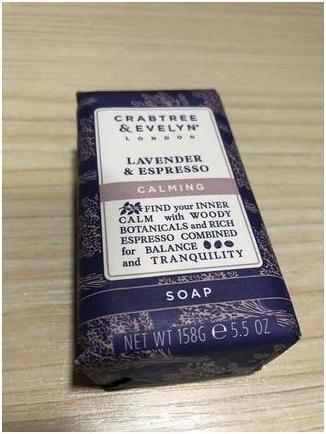 CRABTREE
& EVELYN®
LONDON
LAVENDER
& ESPRESSO
CALMING
FIND your INNER
CALM with WOODY
BOTANICALS and RICH
ESPRESSO COMBINED
for BALANCE
and TRANQUILITY
SOAP
NET WT 158G ℮ 5.5 OZ